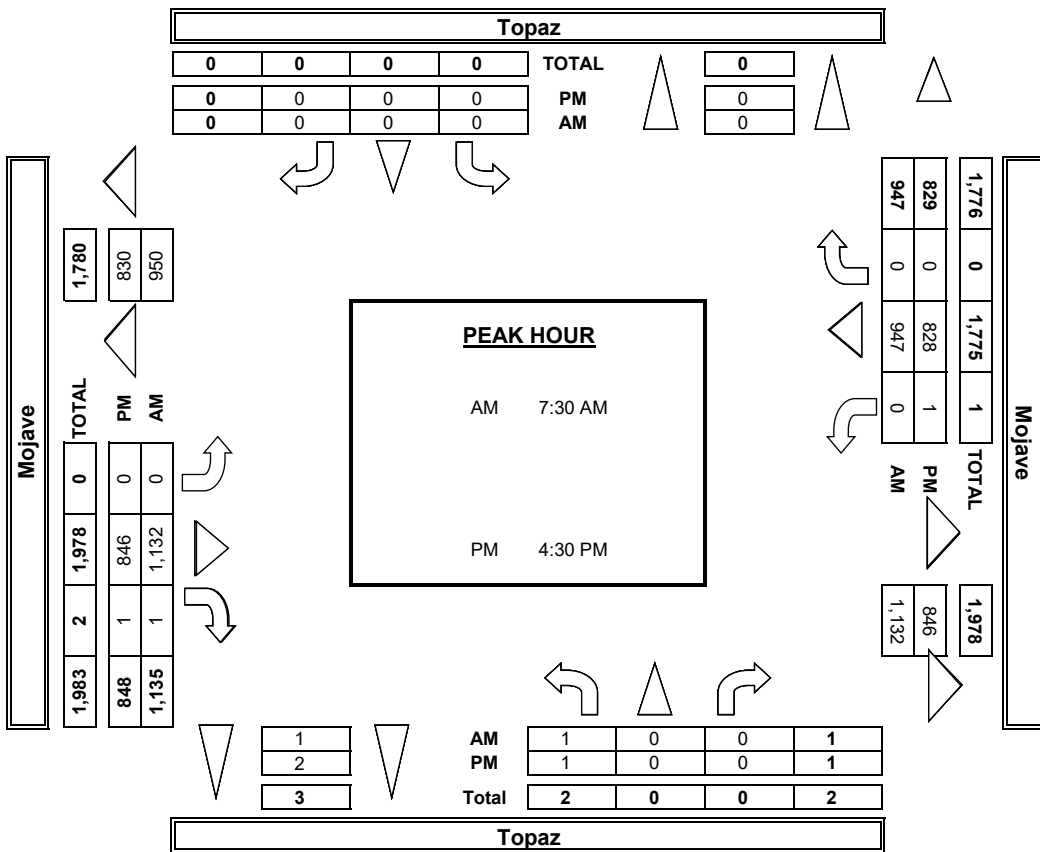 Topaz
0 0 0 0 TOTAL 0
0 0 0 0 PM 0
0 0 0 0 AM 0
Mojave
1,780
830
950
TOTAL
PM
AM
0 1,978 2 1,983
0 846 1 848
0 1,132 1 1,135
PEAK HOUR
AM 7:30 AM
PM 4:30 PM
1,776 0 1,775 1 TOTAL
829 0 828 1 PM
947 0 947 0 AM
1,978
846
1,132
Mojave
1 AM 1 0 0 1
2 PM 1 0 0 1
3 Total 2 0 0 2
Topaz